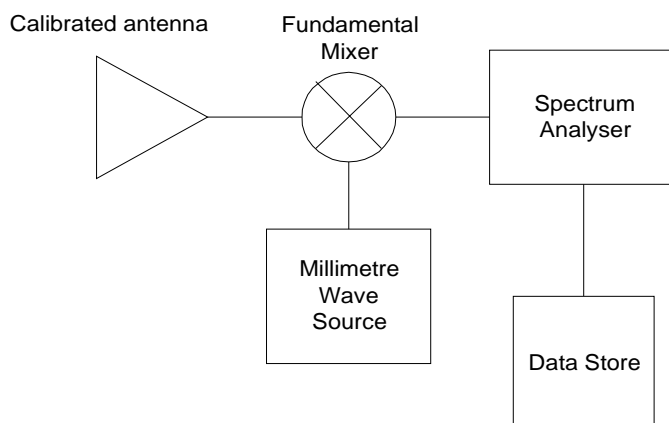 Calibrated antenna
Fundamental
Mixer
Spectrum
Analyser
Millimetre
Wave
Source
Data Store